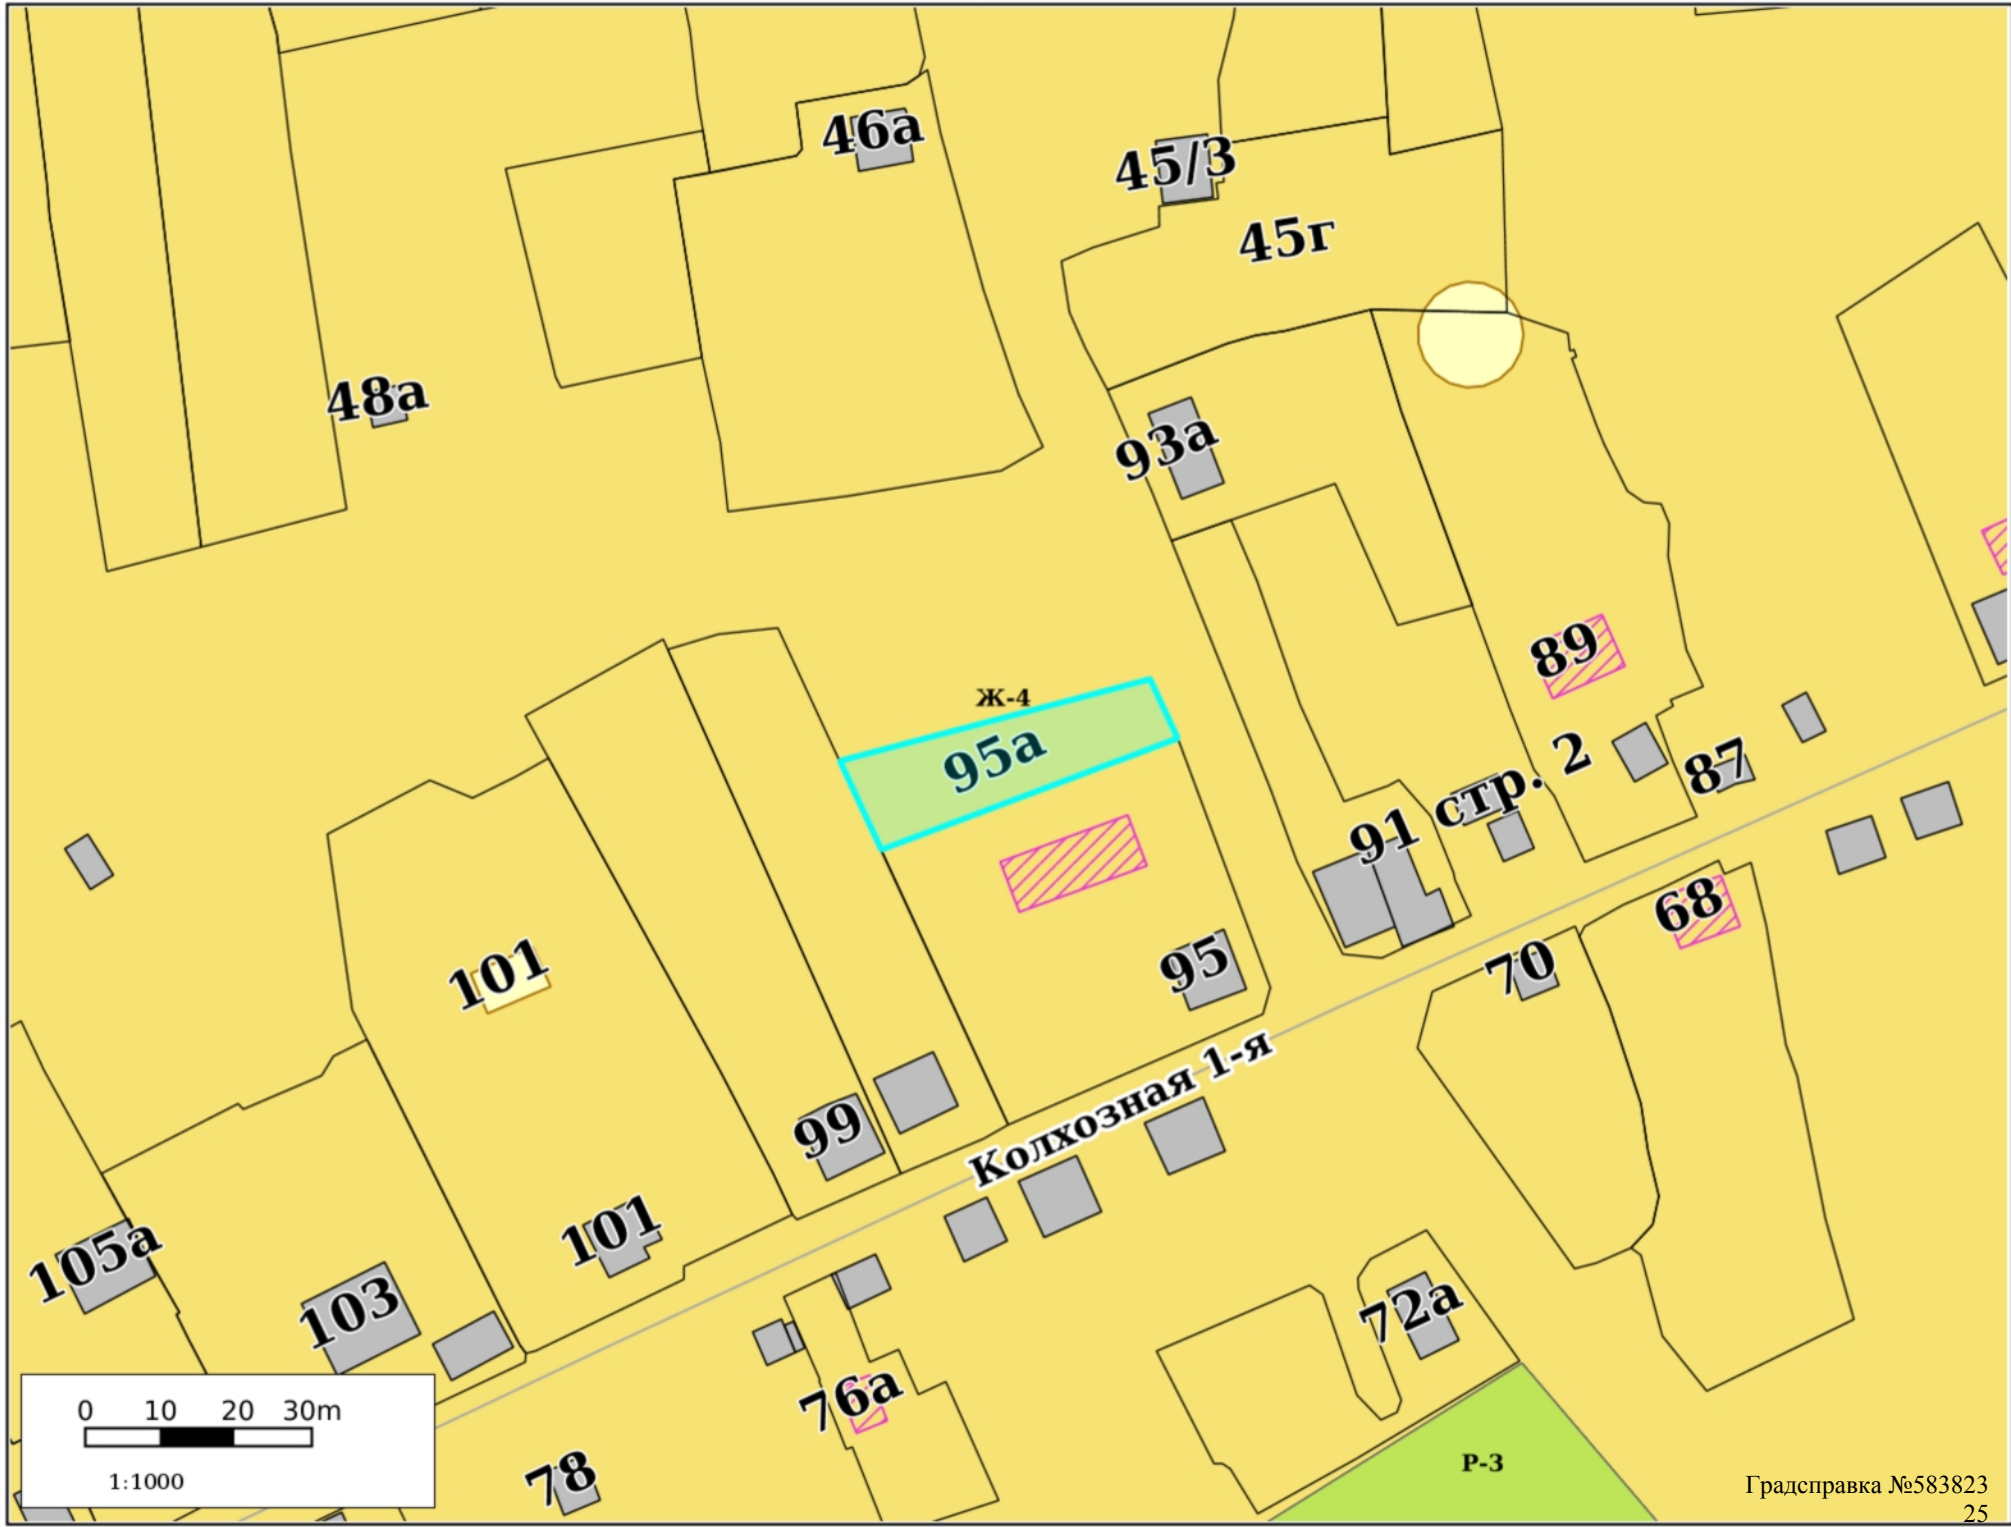 46а
45/3
45г
48а
93а
89
Ж-4
95а
91 стр. 2
87
68
95
70
101
Колхозная 1-я
99
101
105а
103
72а
76а
78
0 10 20 30m
1:1000
Р-3
Градсправка №583823
25